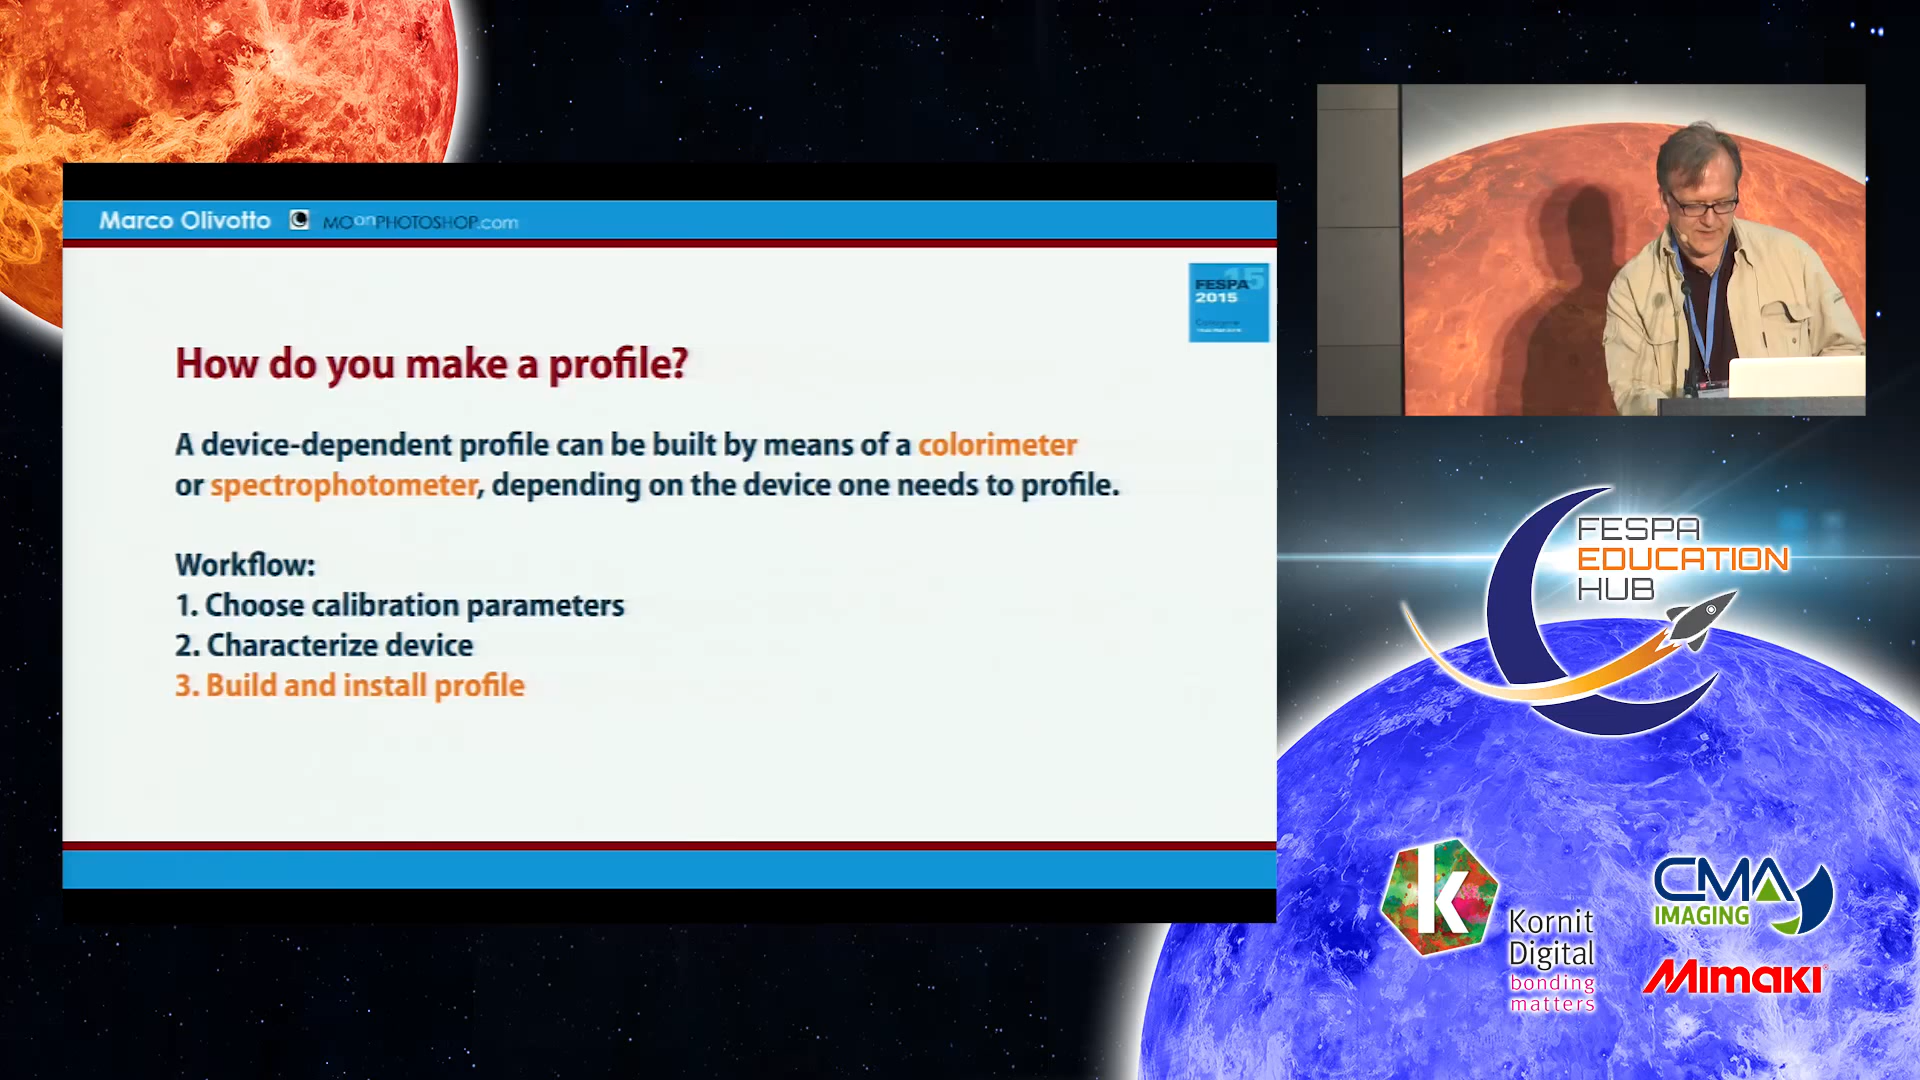 Marco Olivotto MOonPHOTOSHOP.com
FESPA 15
2015
How do you make a profile?
A device-dependent profile can be built by means of a colorimeter
or spectrophotometer, depending on the device one needs to profile.
Workflow:
1. Choose calibration parameters
2. Characterize device
3. Build and install profile
FESPA
EDUCATION
HUB
K
Kornit
Digital
bonding
matters
CMA
IMAGING
Mimaki